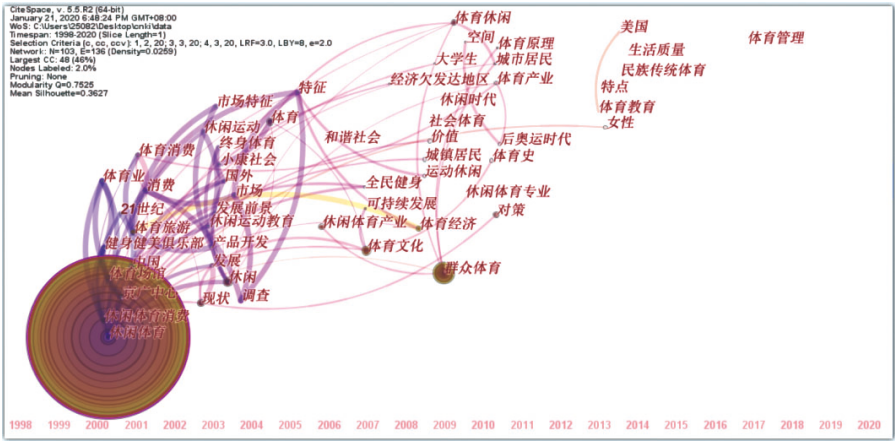 CiteSpace, v. 5.5.R2 (64-bit)
January 21, 2020 6:48:24 PM GMT+08:00
WoS: C:\Users\25082\Desktop\cnki\data
Timespan: 1998-2020 (Slice Length=1)
Selection Criteria (c, cc, ccv): 1, 2, 20; 3, 3, 20; 4, 3, 20, LRF=3.0, LBY=8, e=2.0
Network: N=103, E=136 (Density=0.0259)
Largest CC: 48 (46%)
Nodes Labeled: 2.0%
Pruning: None
Modularity Q=0.7525
Mean Silhouette=0.3627
体育休闲
美国
空间
体育原理
体育管理
生活质量
大学生
城市居民
民族传统体育
经济欠发达地区
体育产业
特征
特点
休闲时代
市场特征
体育教育
体育
社会体育
女性
休闲运动
和谐社会
价值
后奥运时代
终身体育
体育消费
小康社会
城镇居民
体育史
国外
运动休闲
体育业
消费
全民健身
市场
休闲体育专业
可持续发展
21世纪
发展前景
对策
体育旅游
休闲运动教育
休闲体育产业
体育经济
健身健美俱乐部
产品开发
体育文化
中国
发展
群众体育
体育场馆
休闲
现状
调查
休闲体育消费
休闲体育
1998 1999 2000 2001 2002 2003 2004 2005 2006 2007 2008 2009 2010 2011 2012 2013 2014 2015 2016 2017 2018 2019 2020